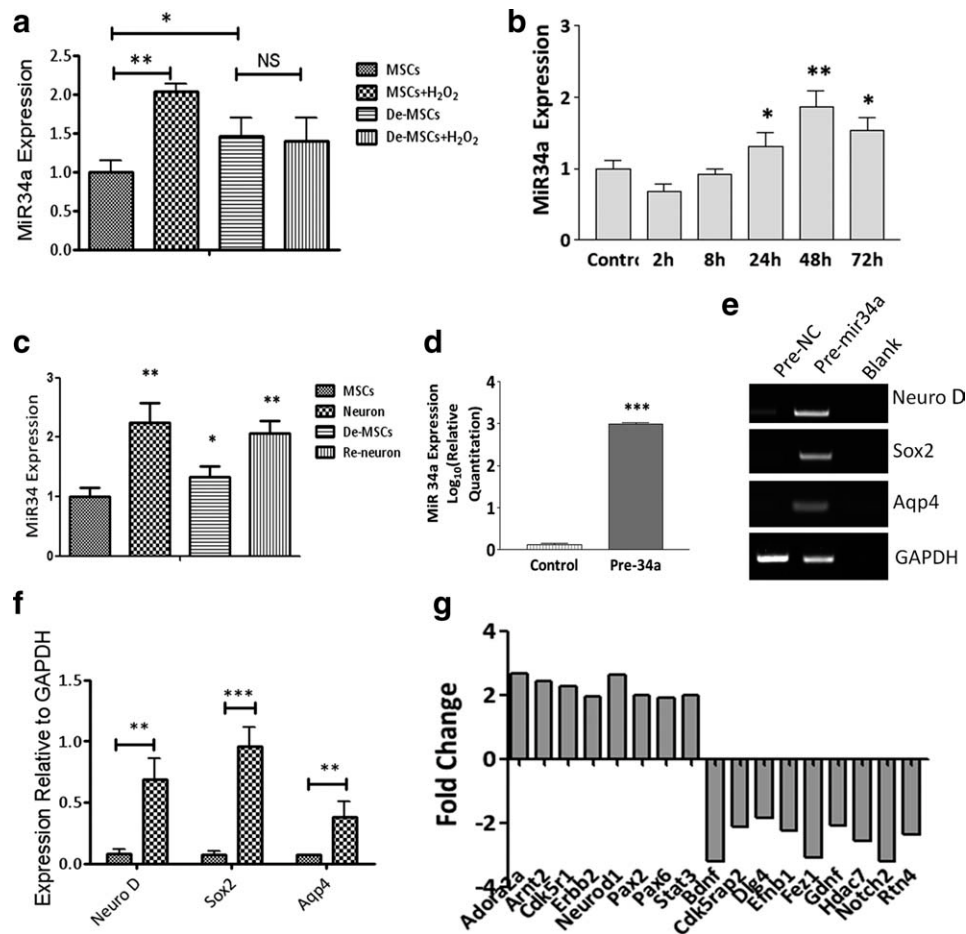 a
MiR34a Expression
2.5
2.0
1.5
1.0
0.5
0.0
*
**
NS
MSCs
MSCs+H₂O₂
De-MSCs
De-MSCs+H₂O₂
b
MiR34a Expression
3
2
1
0
*
**
*
Contrc
2h
8h
24h
48h
72h
c
MiR34 Expression
3
2
1
0
**
*
**
MSCs
Neuron
De-MSCs
Re-neuron
d
MiR 34a Expression
Log₁₀(Relative
Quantitation)
4
3
2
1
0
***
Control
Pre-34a
e
Pre-NC
Pre-mir34a
Blank
Neuro D
Sox2
Aqp4
GAPDH
f
Expression Relative to GAPDH
1.5
1.0
0.5
0.0
**
***
**
Neuro D
Sox2
Aqp4
g
Fold Change
4
2
0
-2
-4
Adora2a
Arnt2
Cdk5r1
Erbb2
Neurod1
Pax2
Pax6
Stat3
Bdnf
Cdk5rap2
Dlg4
Efnb1
Fez1
Gdnf
Hdac7
Notch2
Rtn4